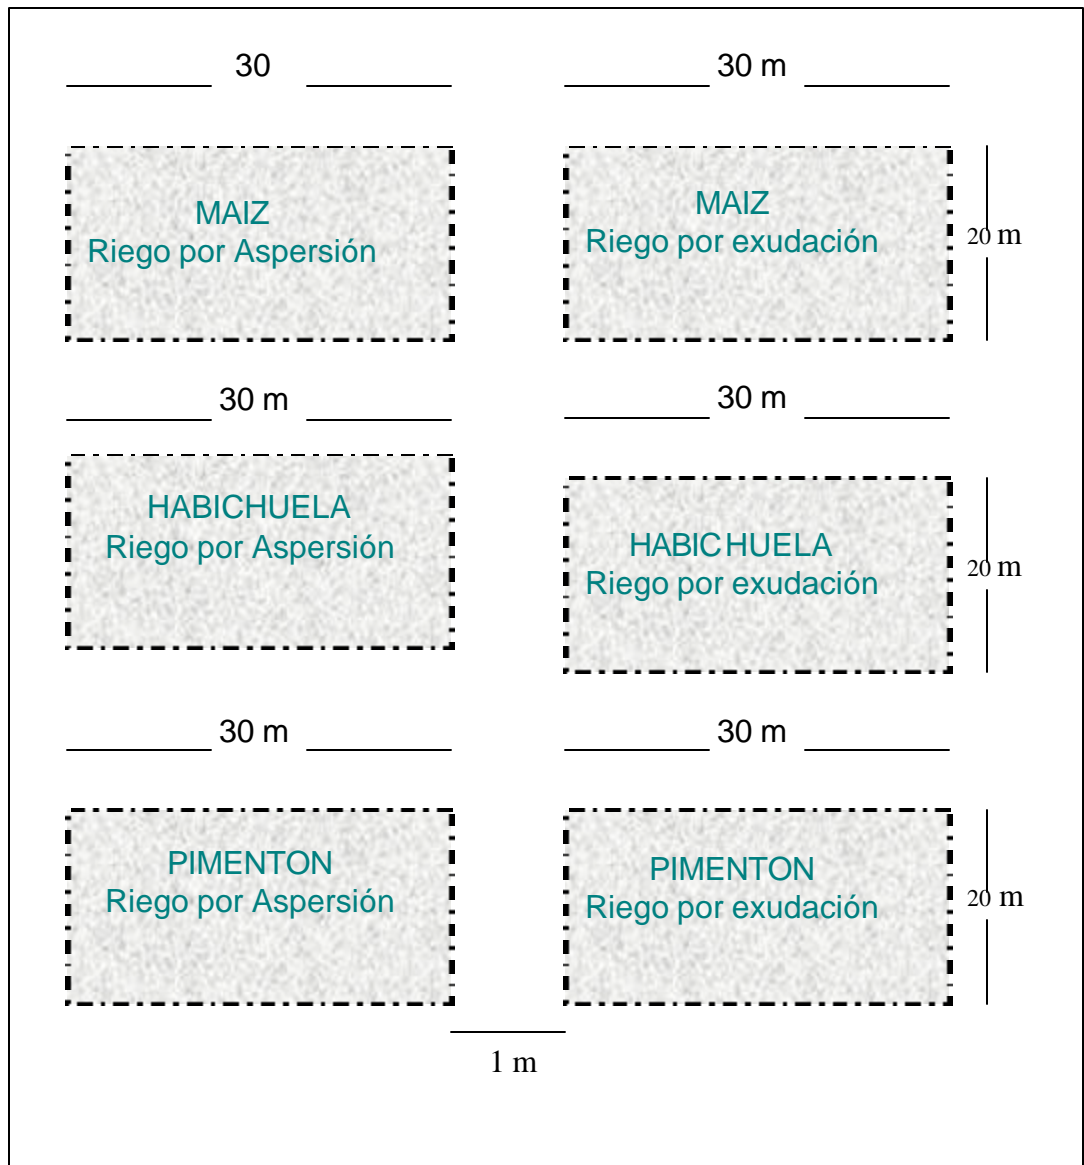 30
30 m
MAIZ
Riego por Aspersión
MAIZ
Riego por exudación
20 m
30 m
30 m
HABICHUELA
Riego por Aspersión
HABICHUELA
Riego por exudación
20 m
30 m
30 m
PIMENTON
Riego por Aspersión
PIMENTON
Riego por exudación
20 m
1 m